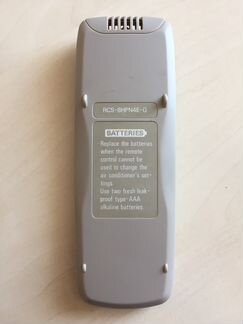 RCS-8HPN4E-G
BATTERIES
Replace the batteries
when the remote
control cannot be
used to change the
air conditioner's set-
tings.
Use two fresh leak-
proof type-AAA
alkaline batteries.